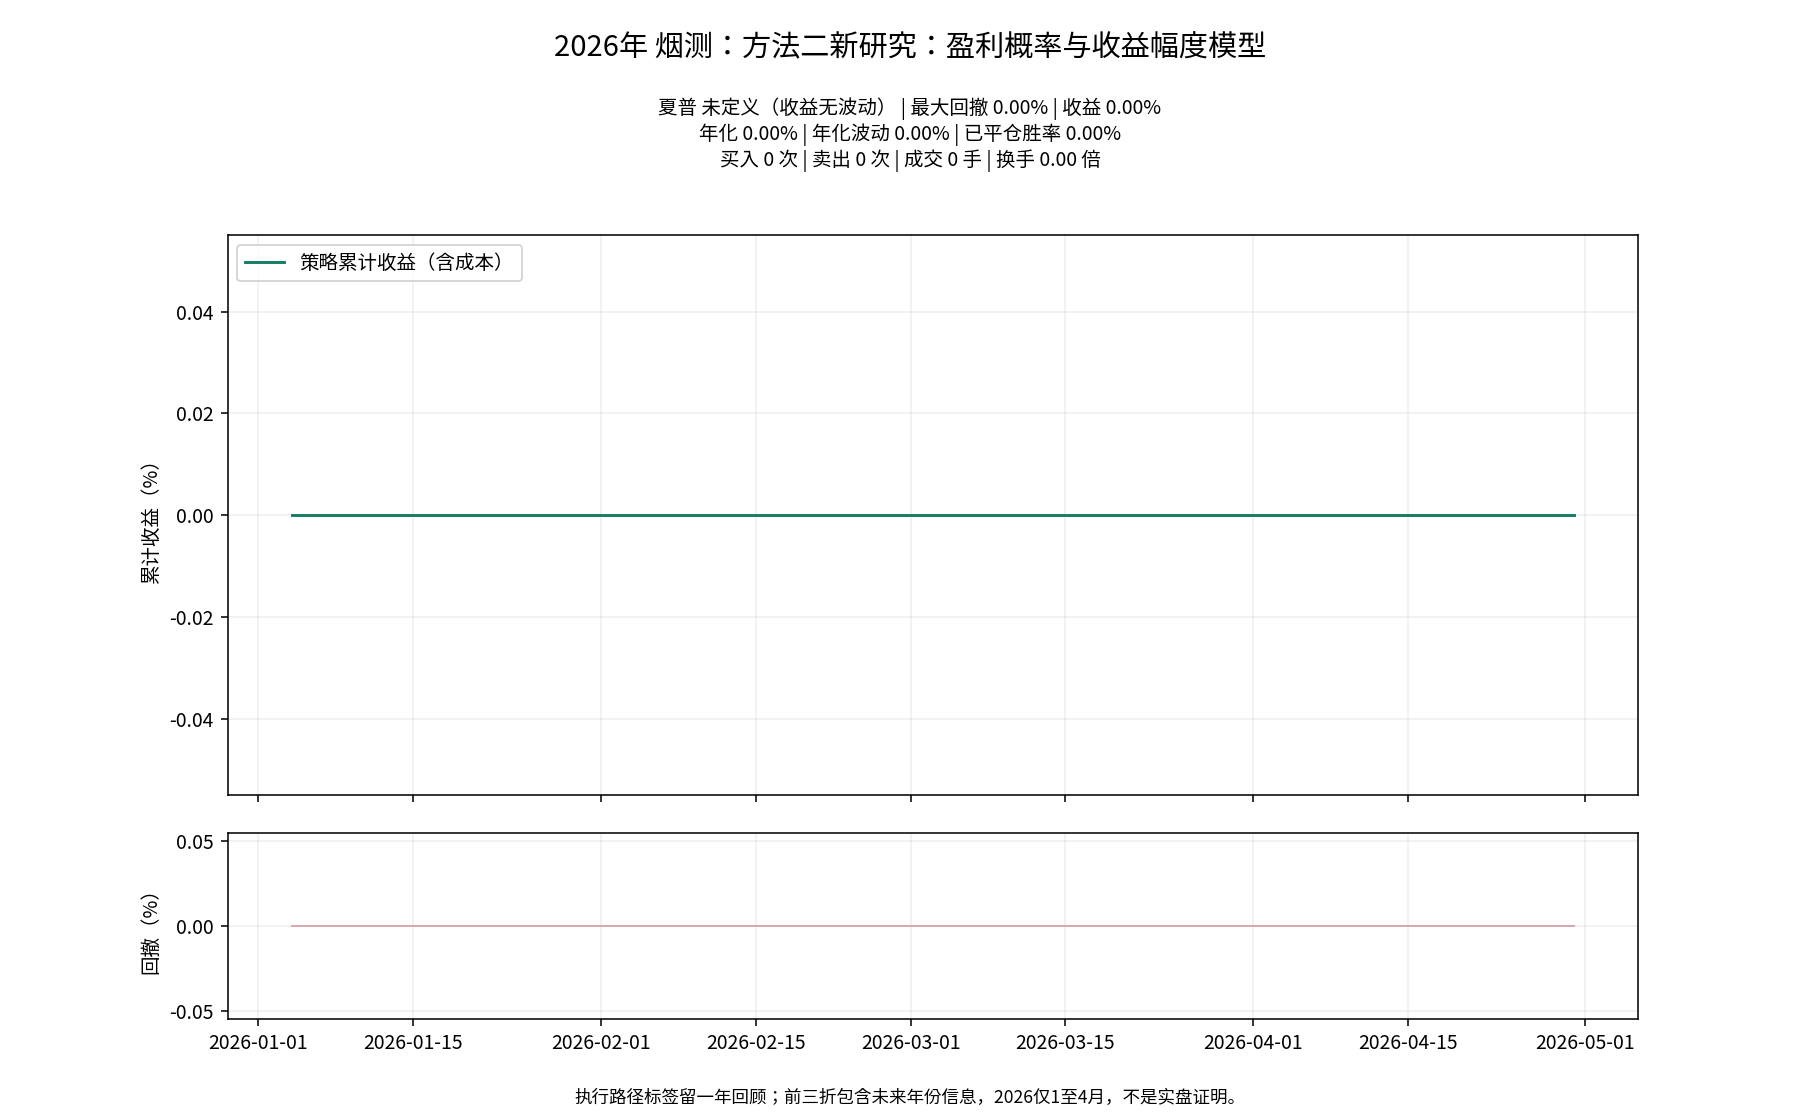 2026年 烟测：方法二新研究：盈利概率与收益幅度模型
夏普 未定义（收益无波动） | 最大回撤 0.00% | 收益 0.00%
年化 0.00% | 年化波动 0.00% | 已平仓胜率 0.00%
买入 0 次 | 卖出 0 次 | 成交 0 手 | 换手 0.00 倍
策略累计收益（含成本）
累计收益（%）
0.04
0.02
0.00
-0.02
-0.04
回撤（%）
0.05
0.00
-0.05
2026-01-01 2026-01-15 2026-02-01 2026-02-15 2026-03-01 2026-03-15 2026-04-01 2026-04-15 2026-05-01
执行路径标签留一年回顾；前三折包含未来年份信息，2026仅1至4月，不是实盘证明。